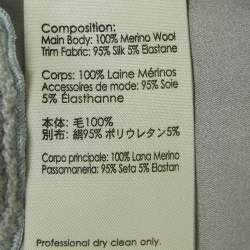 Composition:
Main Body: 100% Merino Wool
Trim Fabric: 95% Silk 5% Elastane
Corps: 100% Laine Mérinos
Accessoires de mode: 95% Soie
5% Élasthanne
本体: 毛100%
別布: 絹95% ポリウレタン5%
Corpo principale: 100% Lana Merino
Passamaneria: 95% Seta 5% Elastan
Professional dry clean only.